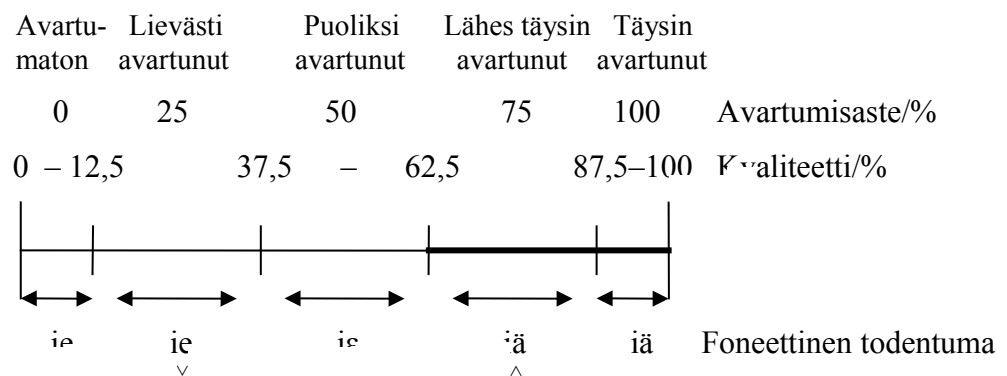 Avartu- Lievästi Puoliksi Lähes täysin Täysin
maton avartunut avartunut avartunut avartunut
0 25 50 75 100 Avartumisaste/%
0 – 12,5 37,5 – 62,5 87,5–100 Kvaliteetti/%
ie ie iä iä Foneettinen todentuma